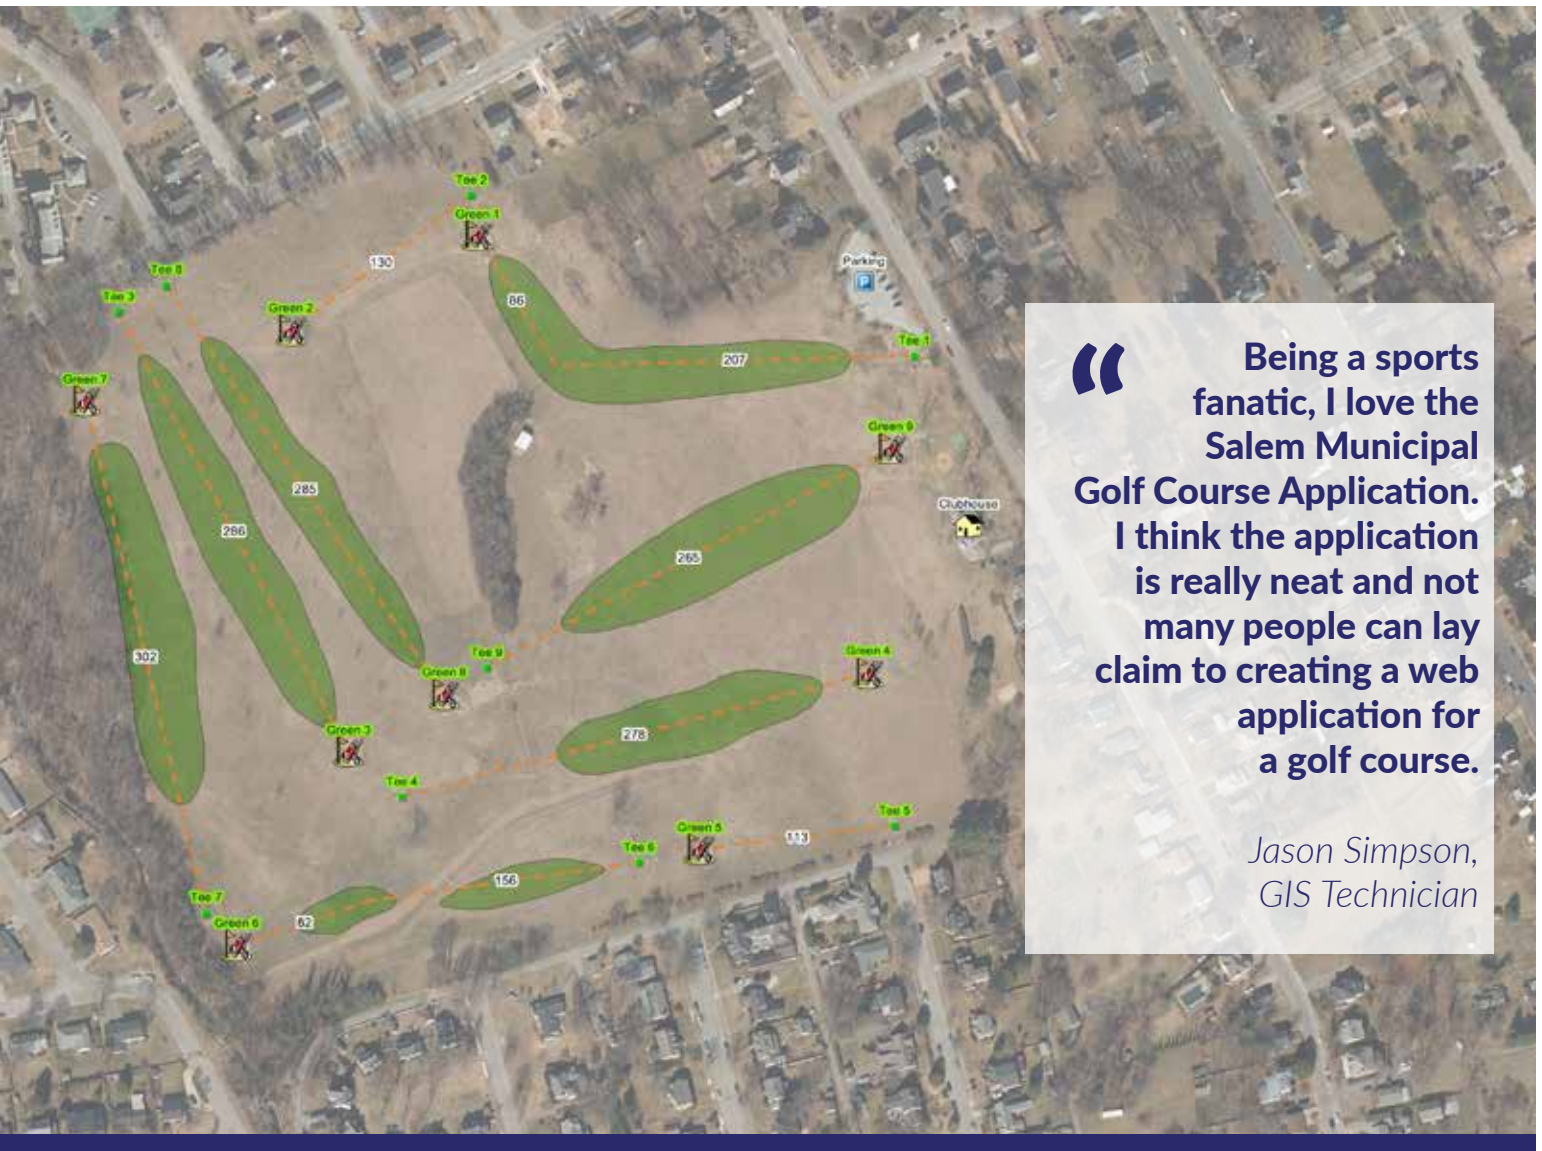 Tee 2
Green 1
130
Tee 8
Tee 3
Green 2
86
Parking
P
207
Tee 1
Green 7
Green 9
285
286
Clubhouse
265
302
Tee 9
Green 8
Green 4
Green 3
278
Tee 4
Tee 5
Green 5
113
Tee 6
156
Tee 7
Green 6
62
“ Being a sports
fanatic, I love the
Salem Municipal
Golf Course Application.
I think the application
is really neat and not
many people can lay
claim to creating a web
application for
a golf course.
Jason Simpson,
GIS Technician